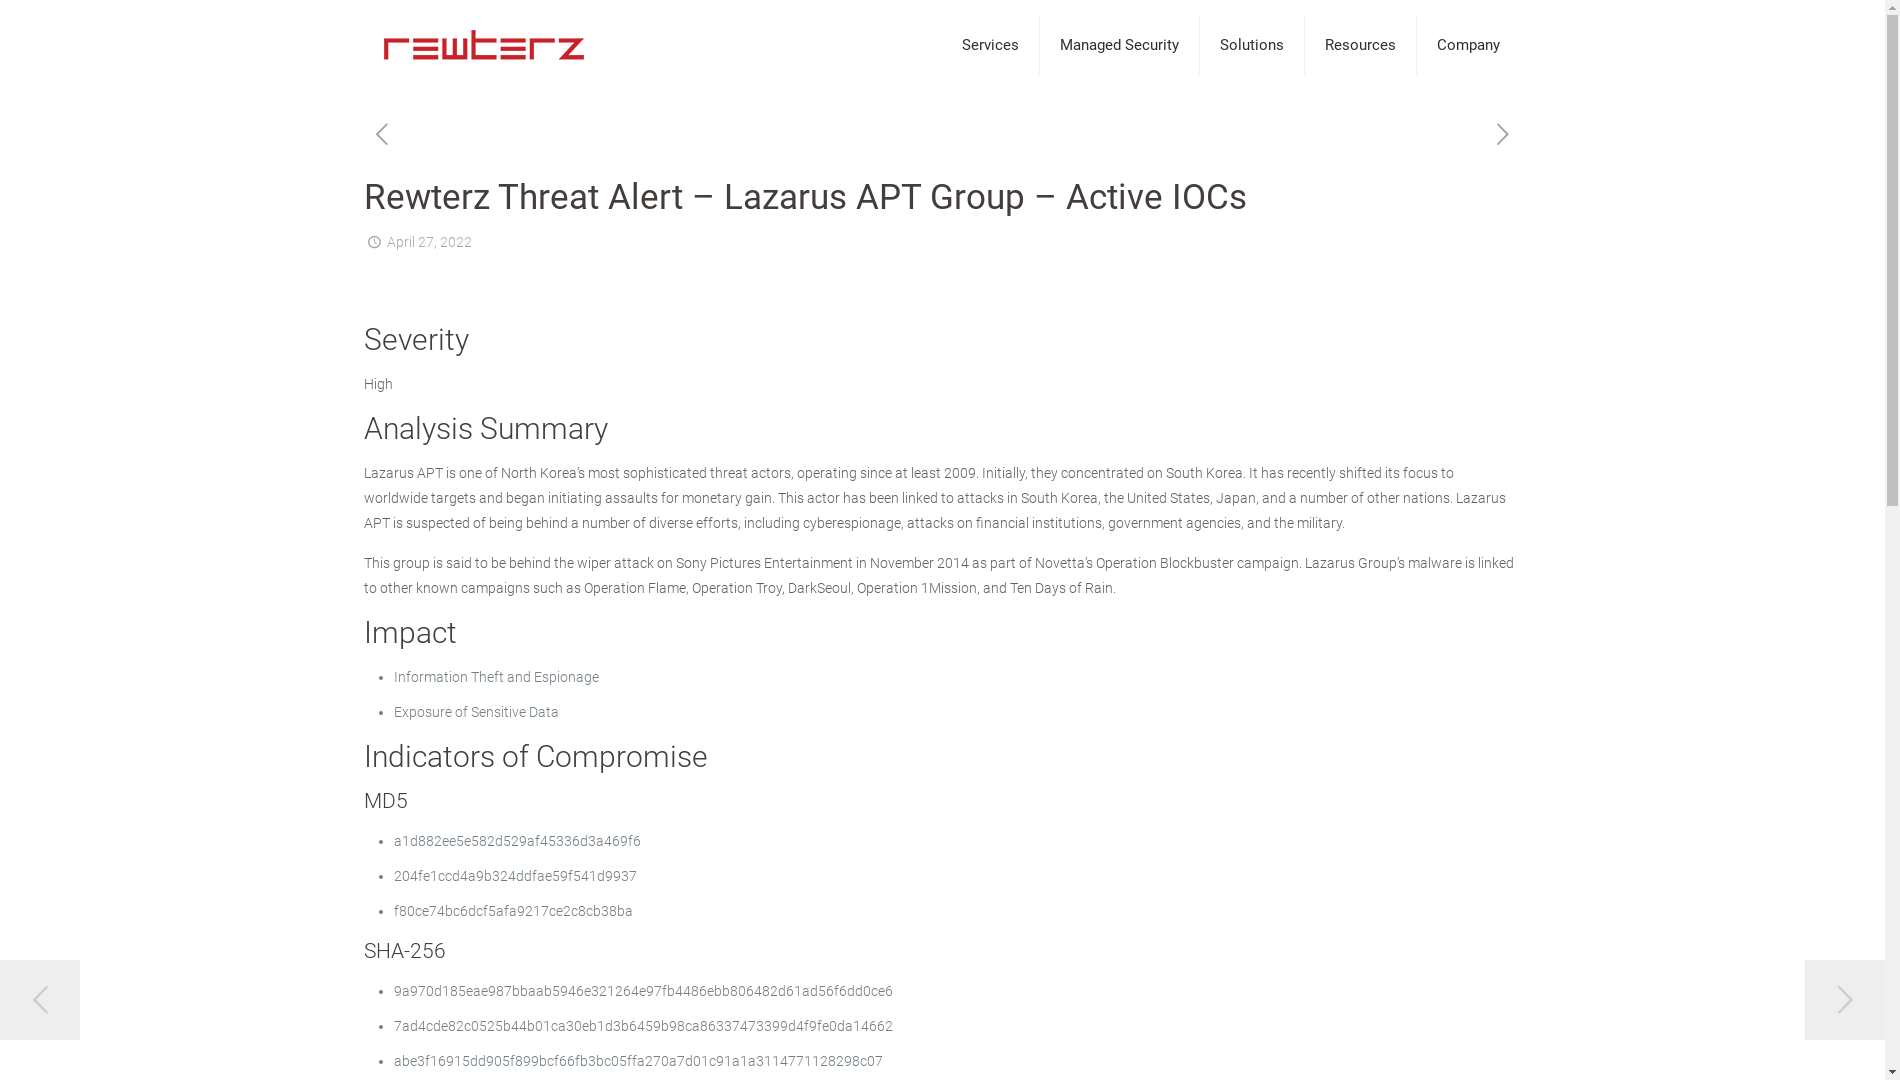 rewterz
Services
Managed Security
Solutions
Resources
Company
Rewterz Threat Alert – Lazarus APT Group – Active IOCs
April 27, 2022
Severity
High
Analysis Summary
Lazarus APT is one of North Korea’s most sophisticated threat actors, operating since at least 2009. Initially, they concentrated on South Korea. It has recently shifted its focus to
worldwide targets and began initiating assaults for monetary gain. This actor has been linked to attacks in South Korea, the United States, Japan, and a number of other nations. Lazarus
APT is suspected of being behind a number of diverse efforts, including cyberespionage, attacks on financial institutions, government agencies, and the military.
This group is said to be behind the wiper attack on Sony Pictures Entertainment in November 2014 as part of Novetta’s Operation Blockbuster campaign. Lazarus Group’s malware is linked
to other known campaigns such as Operation Flame, Operation Troy, DarkSeoul, Operation 1Mission, and Ten Days of Rain.
Impact
Information Theft and Espionage
Exposure of Sensitive Data
Indicators of Compromise
MD5
a1d882ee5e582d529af45336d3a469f6
204fe1ccd4a9b324ddfae59f541d9937
f80ce74bc6dcf5afa9217ce2c8cb38ba
SHA-256
9a970d185eae987bbaab5946e321264e97fb4486ebb806482d61ad56f6dd0ce6
7ad4cde82c0525b44b01ca30eb1d3b6459b98ca86337473399d4f9fe0da14662
abe3f16915dd905f899bcf66fb3bc05ffa270a7d01c91a1a3114771128298c07